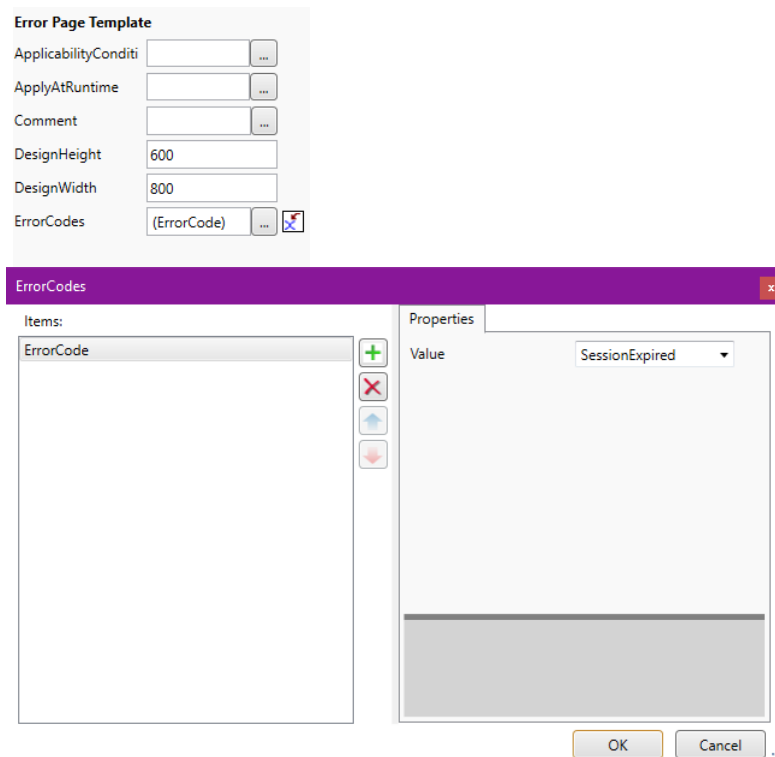 Error Page Template
ApplicabilityConditi ...
ApplyAtRuntime ...
Comment ...
DesignHeight 600
DesignWidth 800
ErrorCodes (ErrorCode) ...
ErrorCodes x
Items:
ErrorCode
Properties
Value SessionExpired
OK Cancel .